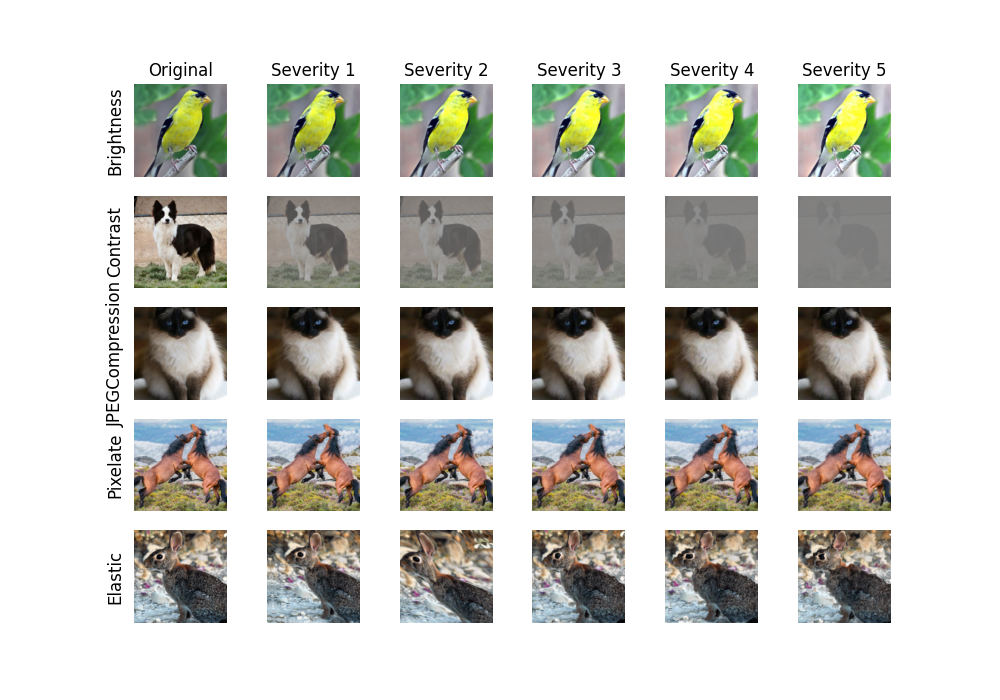 Original Severity 1 Severity 2 Severity 3 Severity 4 Severity 5
Brightness
Contrast
JPEGCompression
Pixelate
Elastic